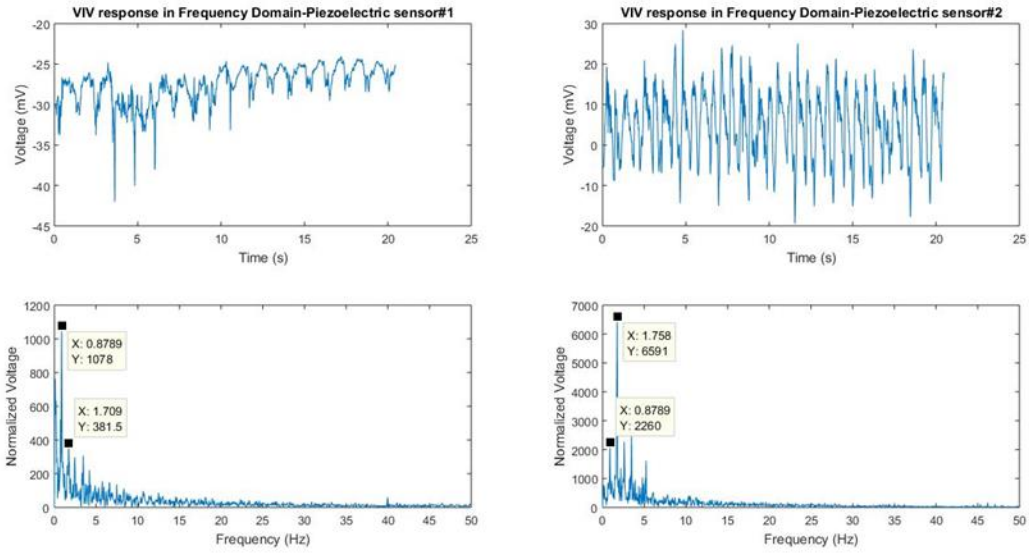 VIV response in Frequency Domain-Piezoelectric sensor#1
-20
-25
-30
-35
-40
-45
Voltage (mV)
0 5 10 15 20 25
Time (s)
VIV response in Frequency Domain-Piezoelectric sensor#2
30
20
10
0
-10
-20
Voltage (mV)
0 5 10 15 20 25
Time (s)
1200
1000
800
600
400
200
0
Normalized Voltage
X: 0.8789
Y: 1078
X: 1.709
Y: 381.5
0 5 10 15 20 25 30 35 40 45 50
Frequency (Hz)
7000
6000
5000
4000
3000
2000
1000
0
Normalized Voltage
X: 1.758
Y: 6591
X: 0.8789
Y: 2260
0 5 10 15 20 25 30 35 40 45 50
Frequency (Hz)